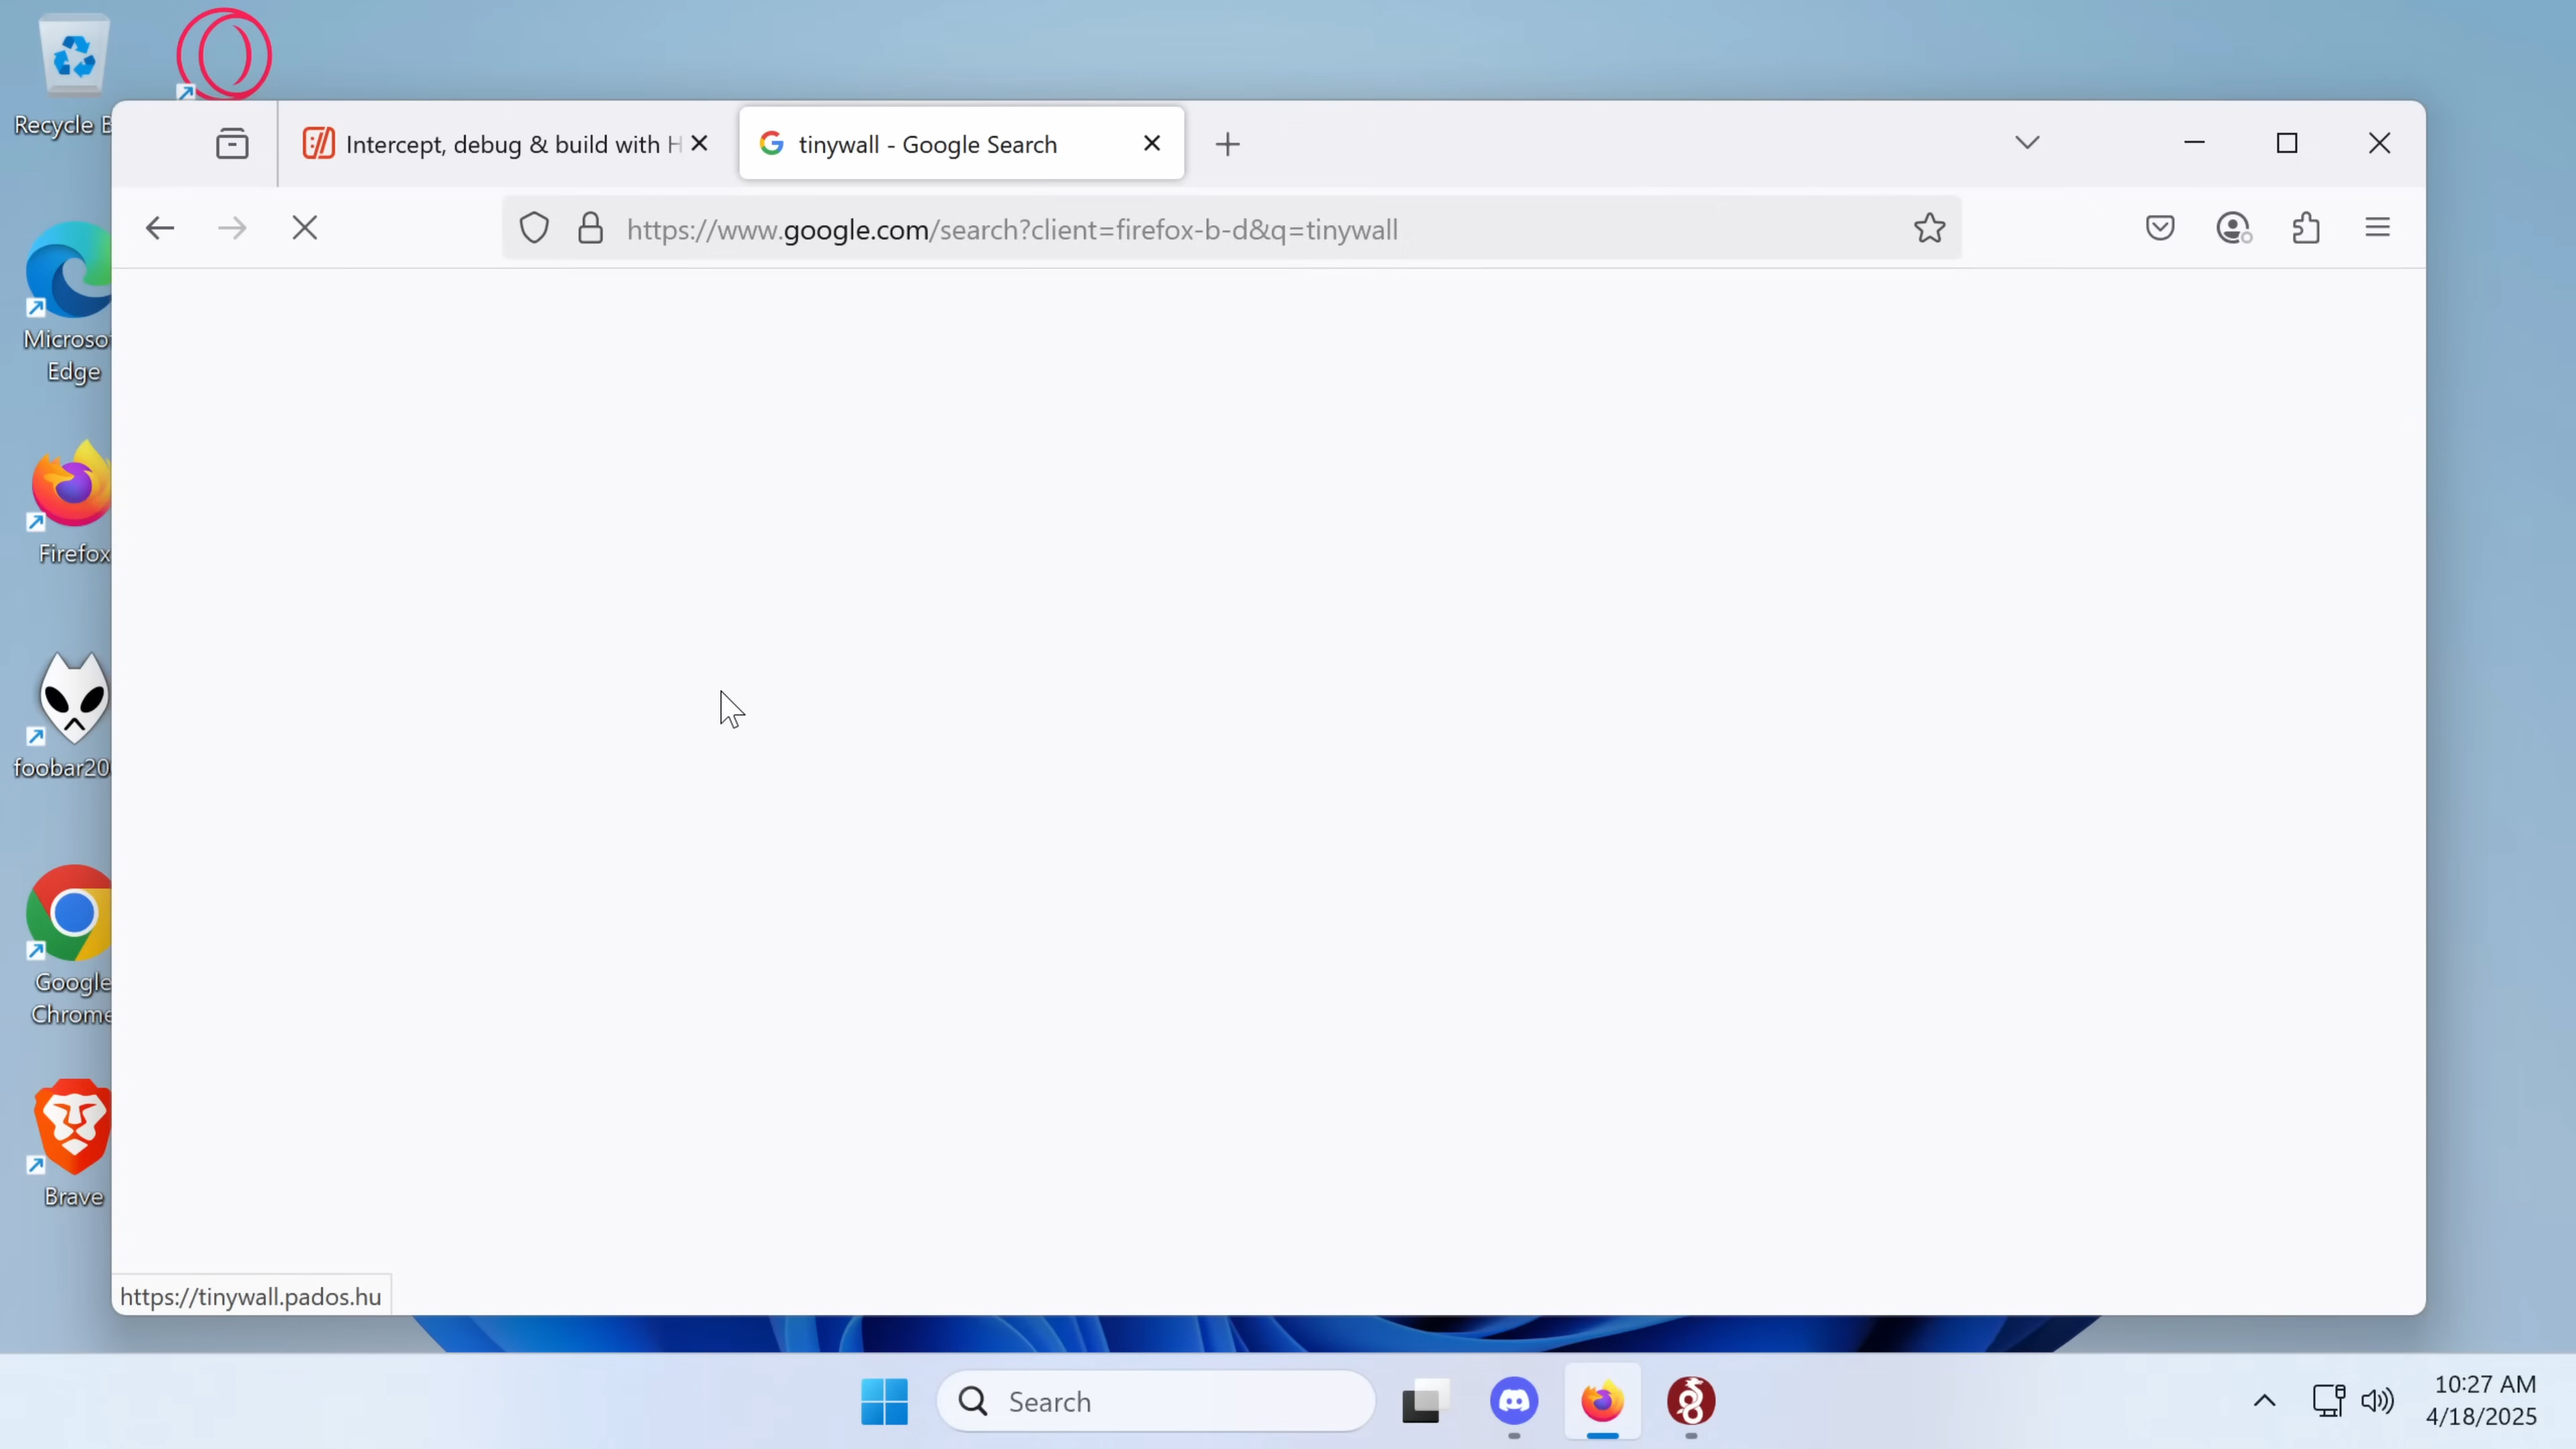 Recycle B
Intercept, debug & build with H
tinywall - Google Search
https://www.google.com/search?client=firefox-b-d&q=tinywall
Microso
Edge
Firefox
foobar20
Google
Chrome
Brave
https://tinywall.pados.hu
Search
10:27 AM
4/18/2025